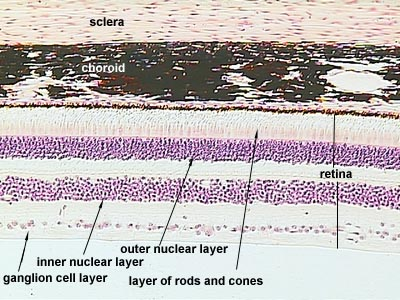 sclera
choroid
retina
outer nuclear layer
inner nuclear layer
ganglion cell layer
layer of rods and cones